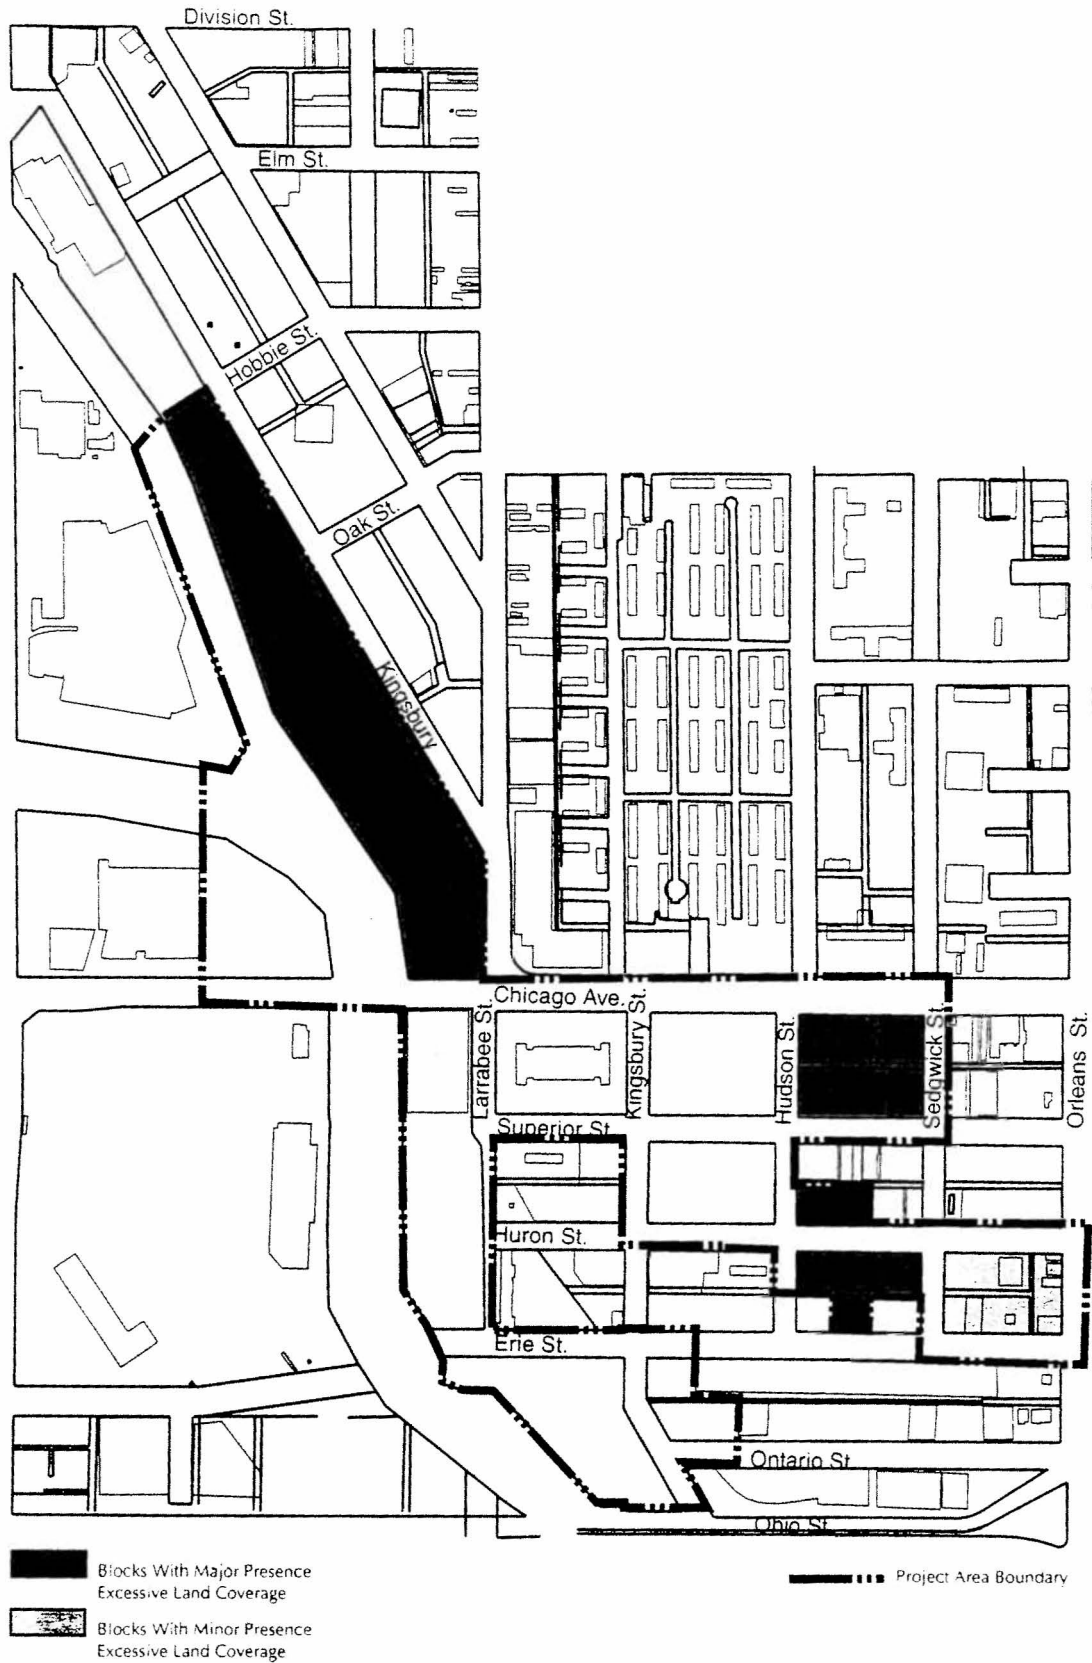 Division St.
Elm St.
Hobbie St.
Oak St.
Kingsbury
Chicago Ave.
Larrabee St.
Kingsbury St.
Hudson St.
Sedgwick St.
Orleans St.
Superior St.
Huron St.
Erie St.
Ontario St.
Ohio St.
Blocks With Major Presence
Excessive Land Coverage
Project Area Boundary
Blocks With Minor Presence
Excessive Land Coverage